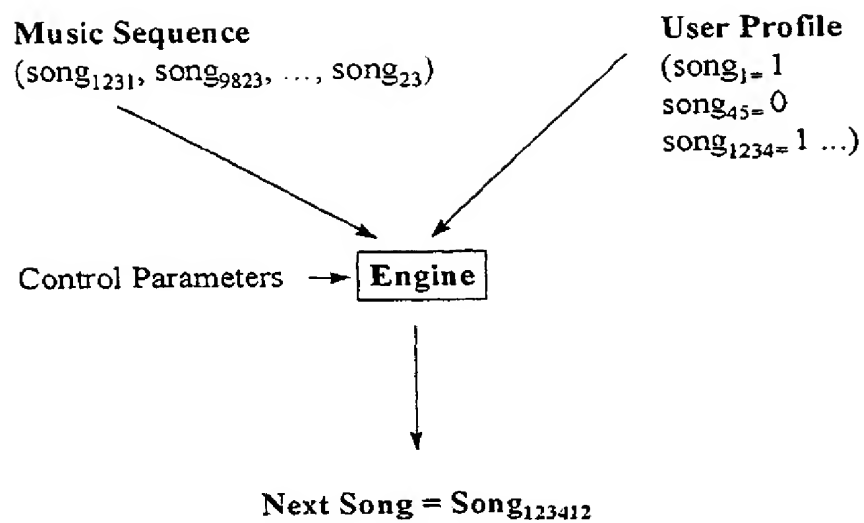 Music Sequence
(song₁₂₃₁, song₉₈₂₃, ..., song₂₃)
User Profile
(song₁₌ 1
song₄₅₌ 0
song₁₂₃₄₌ 1 ...)
Control Parameters
Engine
Next Song = Song₁₂₃₄₁₂